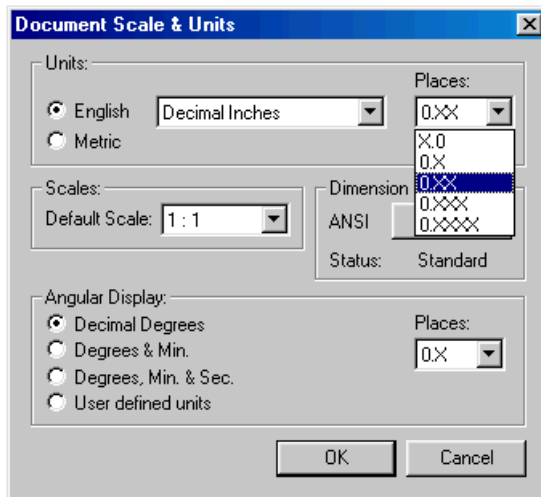 Document Scale & Units
Units:
Places:
English
Decimal Inches
0.XX
Metric
X.0
0.X
0.XX
0.XXX
0.XXXX
Scales:
Default Scale: 1 : 1
Dimension
ANSI
Status: Standard
Angular Display:
Decimal Degrees
Places:
Degrees & Min.
0.X
Degrees, Min. & Sec.
User defined units
OK
Cancel